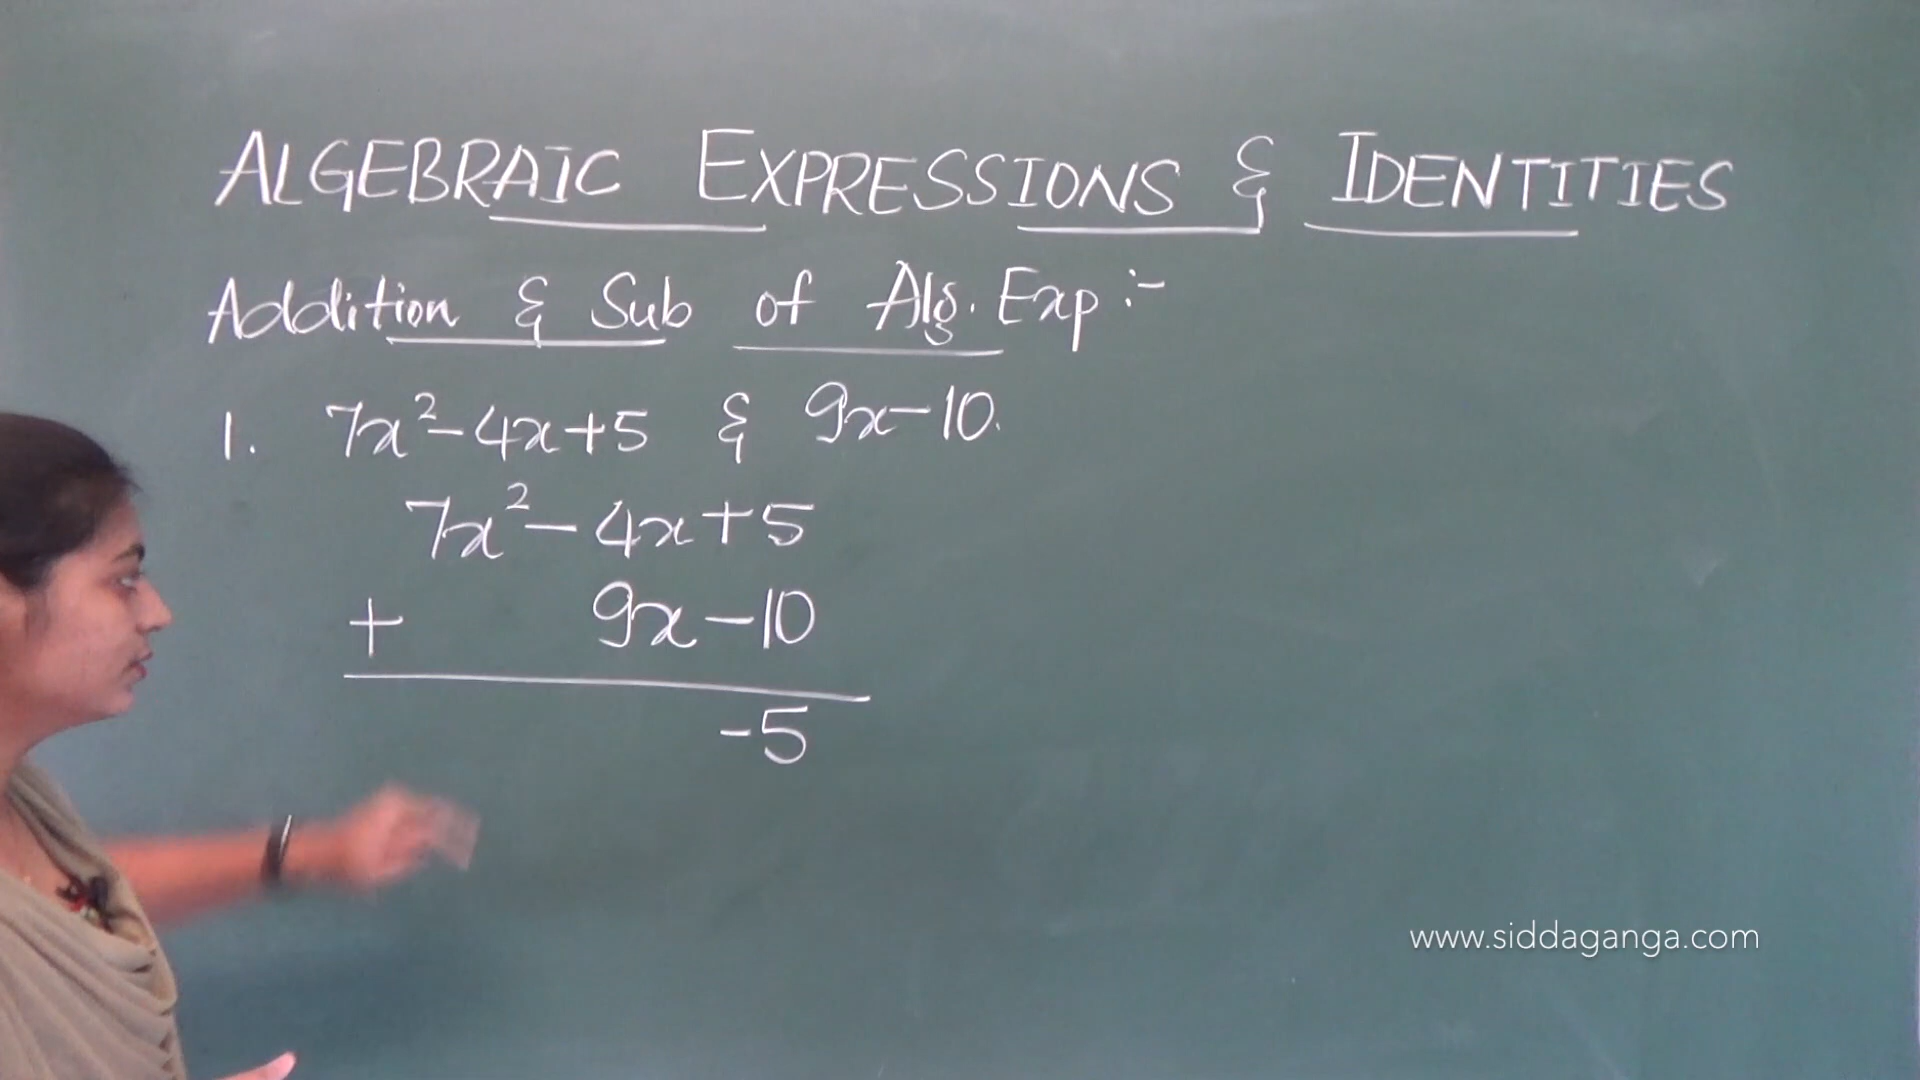 ALGEBRAIC EXPRESSIONS & IDENTITIES
Addition & Sub of Alg. Exp :-
1. 7x²-4x+5 & 9x-10.
7x²-4x+5
+ 9x-10
-5
www.siddaganga.com